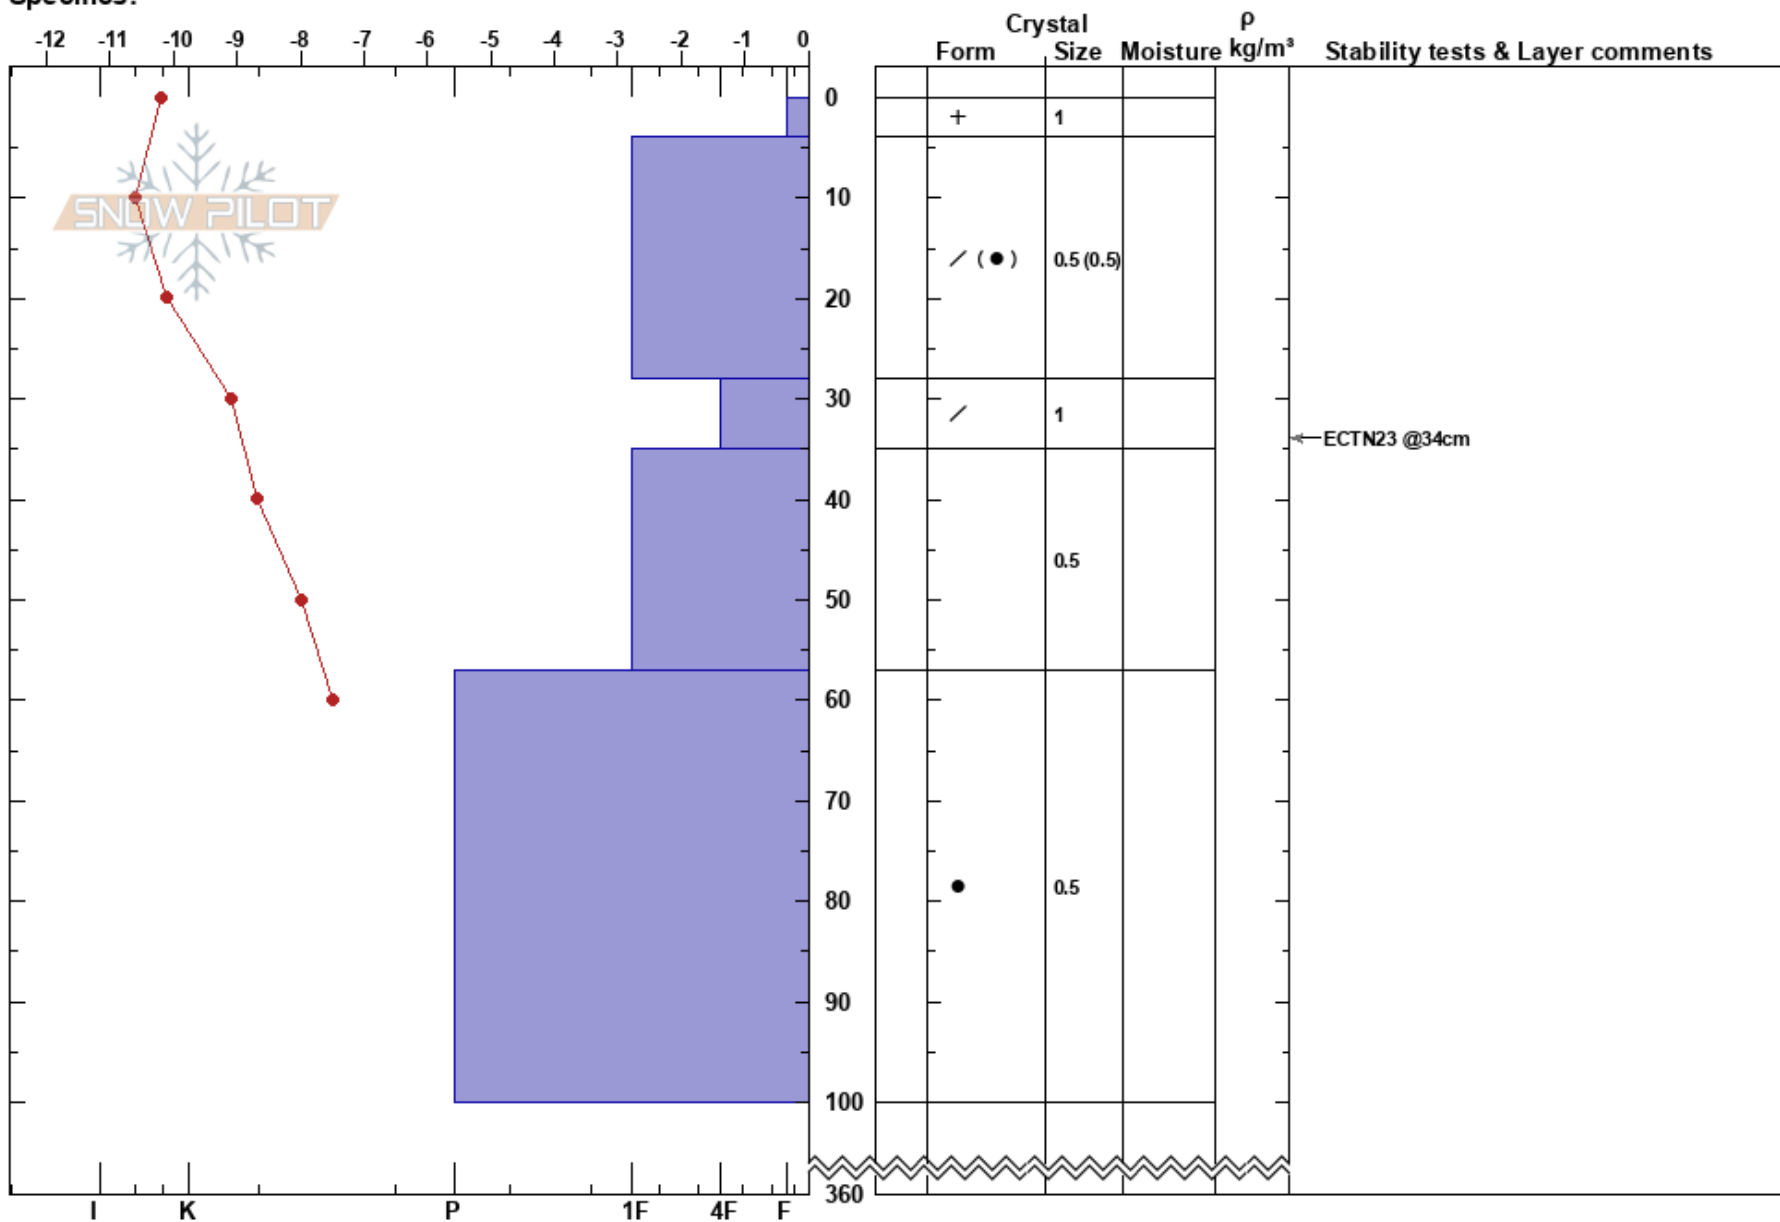 Specifics:
-12 -11 -10 -9 -8 -7 -6 -5 -4 -3 -2 -1 0
Crystal ρ
Form Size Moisture kg/m³ Stability tests & Layer comments
0
+ 1
SNOW PILOT
10
/ (●) 0.5 (0.5)
20
30
/ 1
ECTN23 @34cm
40
0.5
50
60
70
80
● 0.5
90
100
360
I K P 1F 4F F